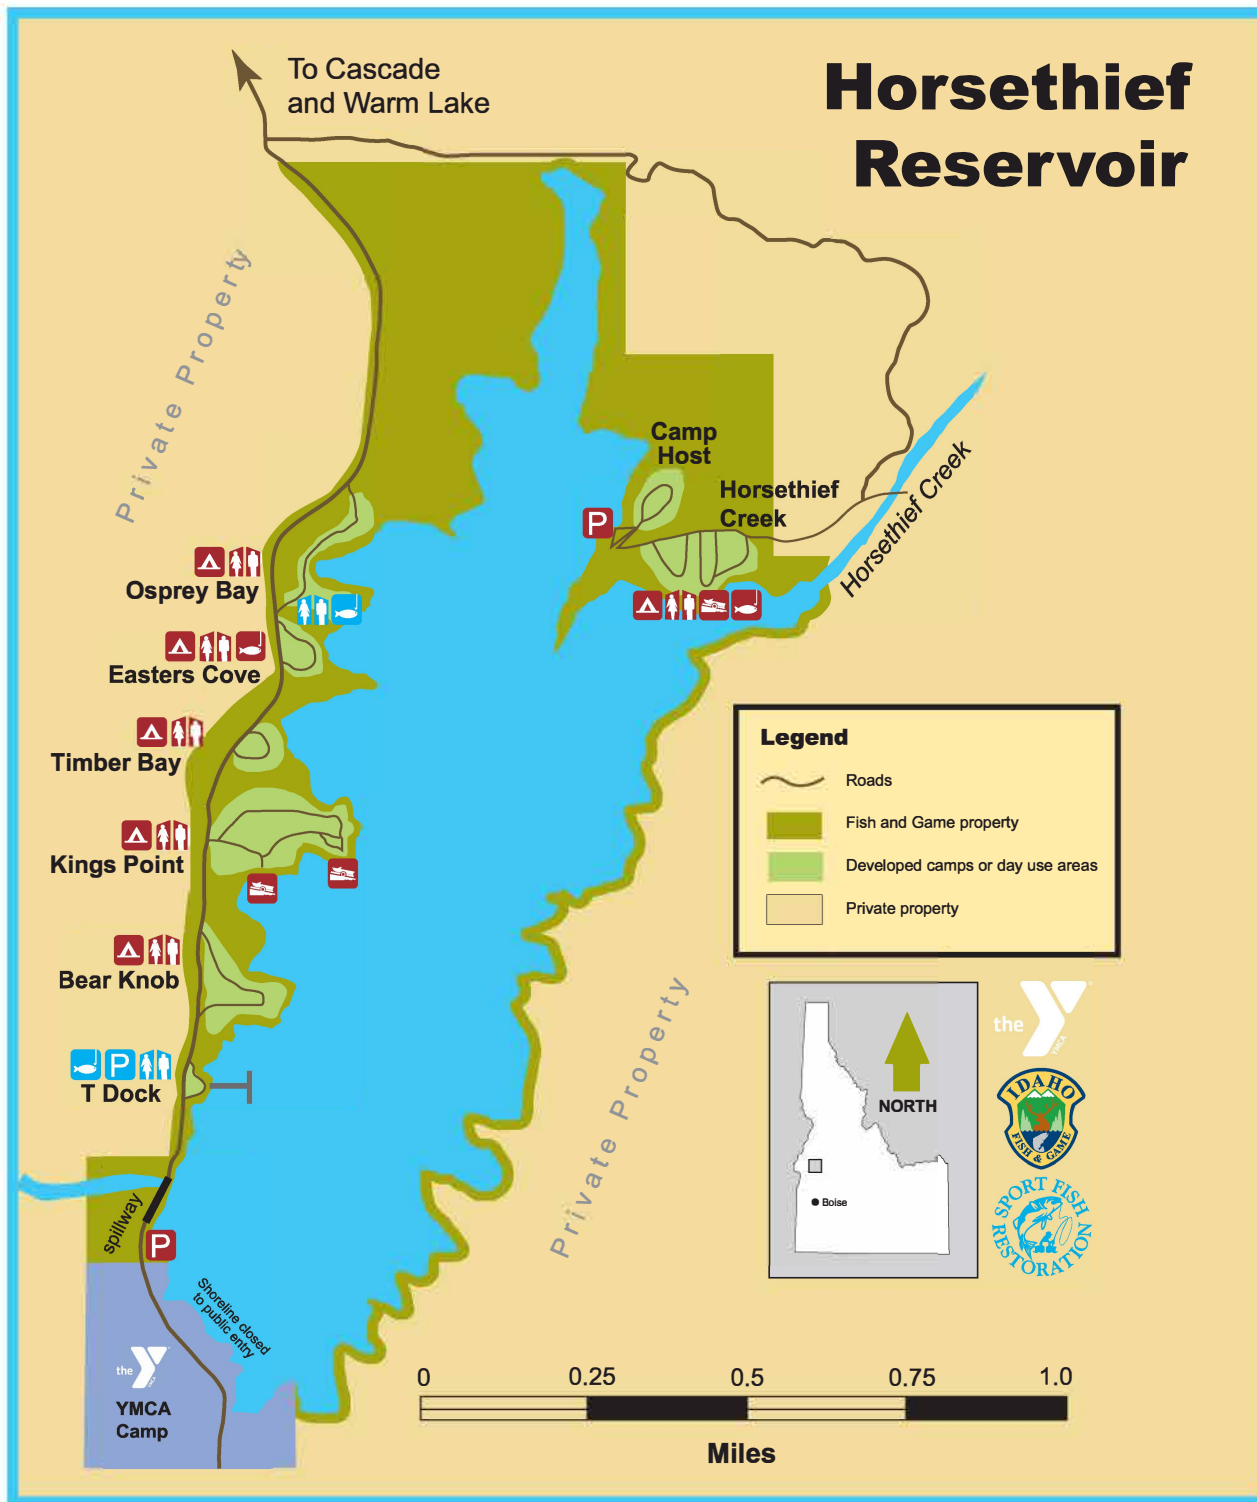 Horsethief
Reservoir
To Cascade
and Warm Lake
Private Property
Camp
Host
Horsethief
Creek
P
Horsethief Creek
Osprey Bay
Easters Cove
Timber Bay
Kings Point
Bear Knob
P
T Dock
spillway
P
Shoreline closed
to public entry
the Y
YMCA
YMCA
Camp
Private Property
Legend
Roads
Fish and Game property
Developed camps or day use areas
Private property
NORTH
Boise
the Y
YMCA
IDAHO
FISH & GAME
SPORT FISH
RESTORATION
0 0.25 0.5 0.75 1.0
Miles